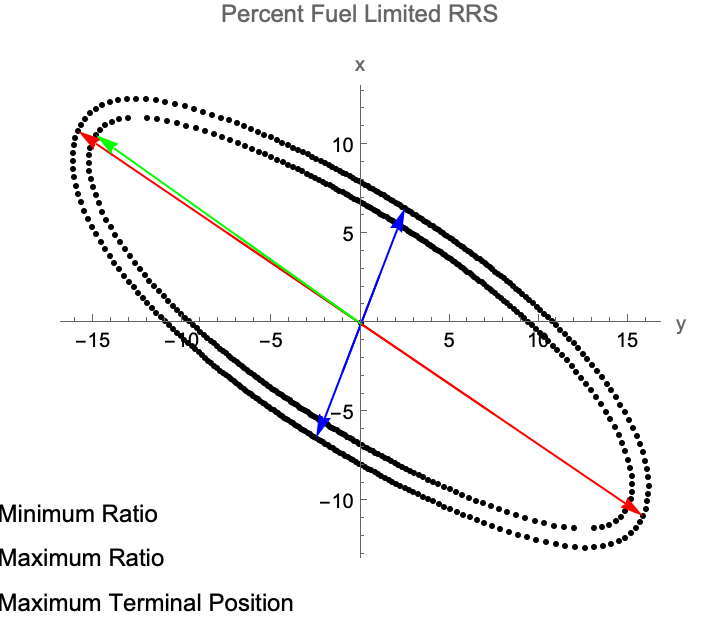 Percent Fuel Limited RRS
x
10
5
−15 −10 −5 5 10 15 y
−5
−10
Minimum Ratio
Maximum Ratio
Maximum Terminal Position